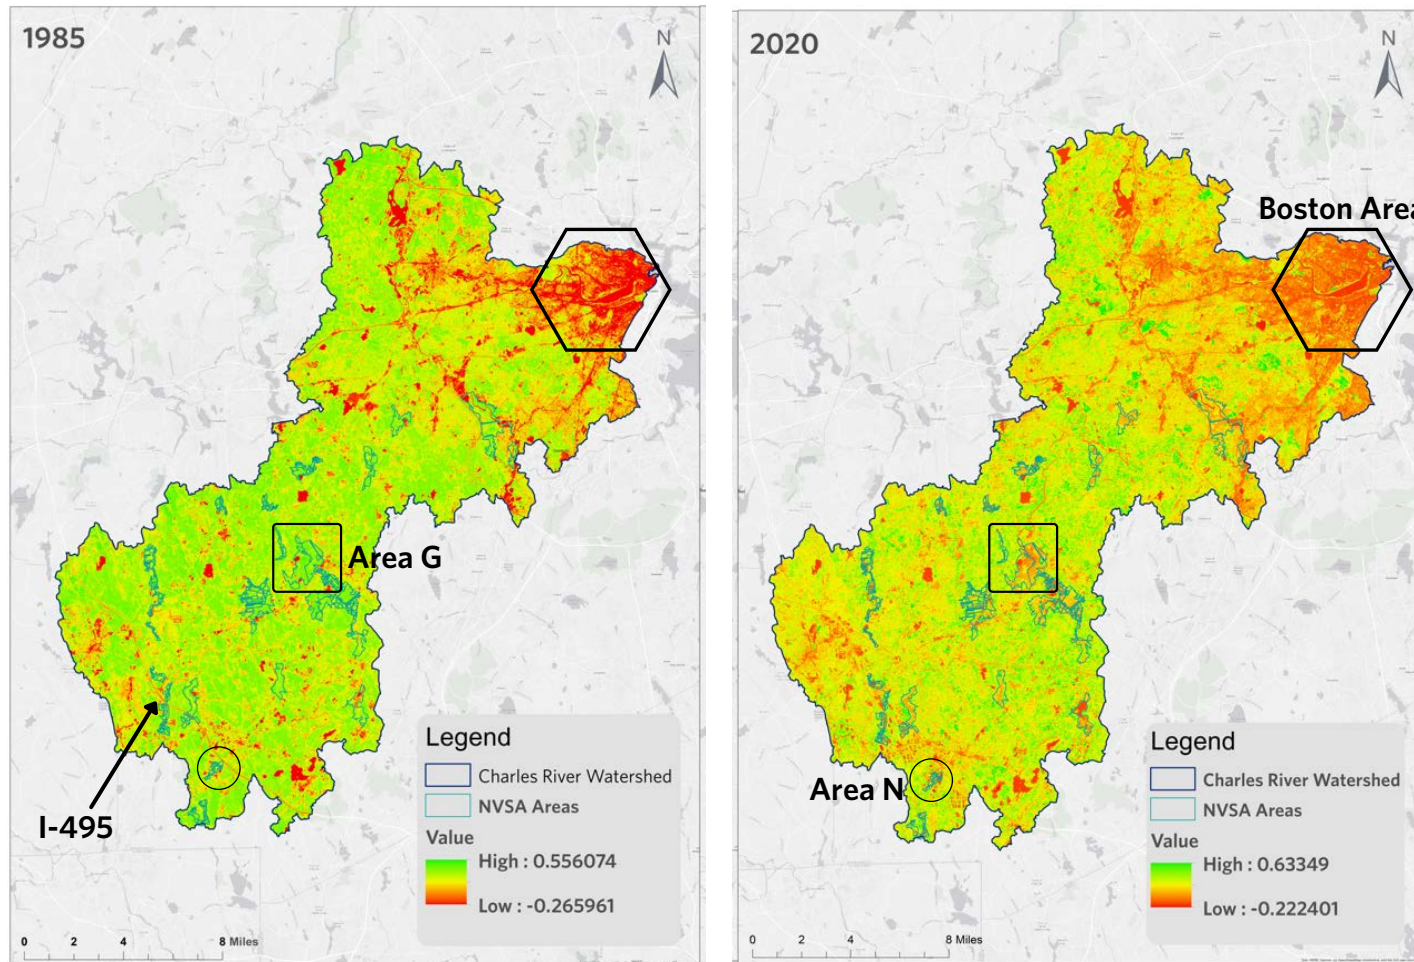 1985
N
Area G
I-495
Legend
Charles River Watershed
NVSA Areas
Value
High : 0.556074
Low : -0.265961
0 2 4 8 Miles
2020
N
Boston Area
Area N
Legend
Charles River Watershed
NVSA Areas
Value
High : 0.63349
Low : -0.222401
0 2 4 8 Miles